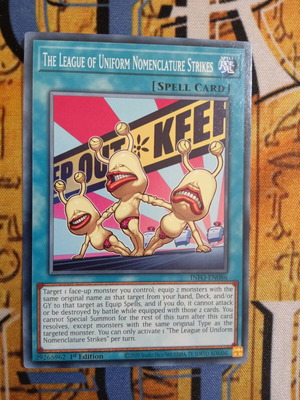 The League of Uniform Nomenclature Strikes
[Spell Card]
EP OUT KEEP
INFO-EN066
Target 1 face-up monster you control; equip 2 monsters with the
same original name as that target from your hand, Deck, and/or
GY to that target as Equip Spells, and if you do, it cannot attack
or be destroyed by battle while equipped with those 2 cards. You
cannot Special Summon for the rest of this turn after this card
resolves, except monsters with the same original Type as the
targeted monster. You can only activate 1 "The League of Uniform
Nomenclature Strikes" per turn.
1st Edition